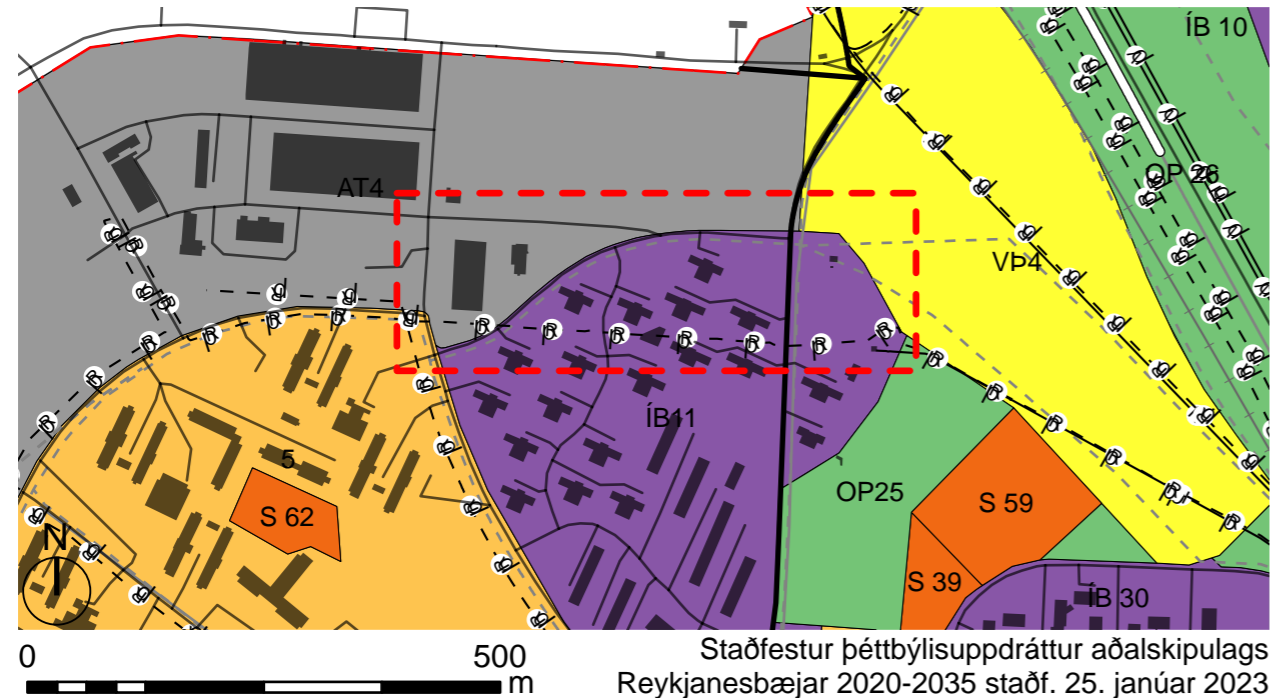 ÍB 10
OP 26
AT4
VÞ4
ÍB11
5
OP25
S 62
S 59
N
S 39
ÍB 30
0
500
m
Staðfestur þéttbýlisuppdráttur aðalskipulags
Reykjanesbæjar 2020-2035 staðf. 25. janúar 2023